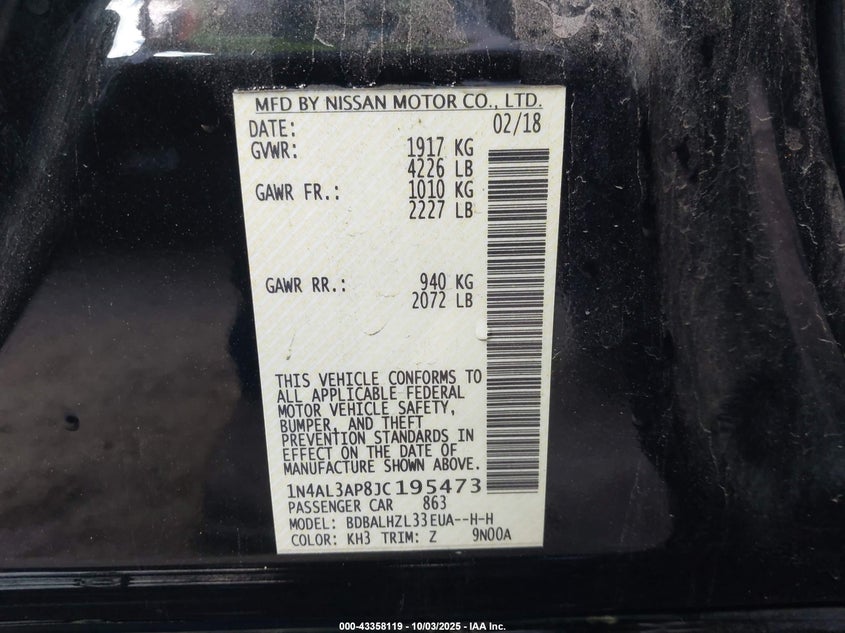 MFD BY NISSAN MOTOR CO., LTD.
DATE: 02/18
GVWR: 1917 KG
4226 LB
GAWR FR.: 1010 KG
2227 LB
GAWR RR.: 940 KG
2072 LB
THIS VEHICLE CONFORMS TO
ALL APPLICABLE FEDERAL
MOTOR VEHICLE SAFETY,
BUMPER, AND THEFT
PREVENTION STANDARDS IN
EFFECT ON THE DATE OF
MANUFACTURE SHOWN ABOVE.
1N4AL3AP8JC195473
PASSENGER CAR 863
MODEL: BDBALHZL33EUA--H-H
COLOR: KH3 TRIM: Z 9N00A
000-43358119 - 10/03/2025 - IAA Inc.